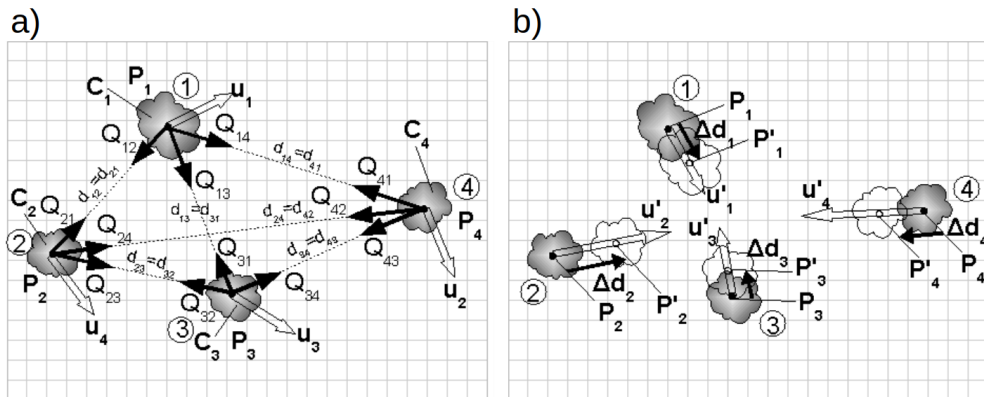 a)
b)
P1
1
C1
u1
Q12
Q14
Q13
d14=d41
d12=d21
C4
Q41
4
d13=d31
d24=d42
Q42
P4
C2
Q21
Q24
2
Q43
d34=d43
d23=d32
Q31
P2
Q23
Q32
Q34
u2
u4
3
C3
P3
u3
1
P1
Δd1
P'1
u'1
u'4
4
u'2
u'3
Δd4
P'4
P4
Δd3
P'3
P3
2
Δd2
P2
P'2
3